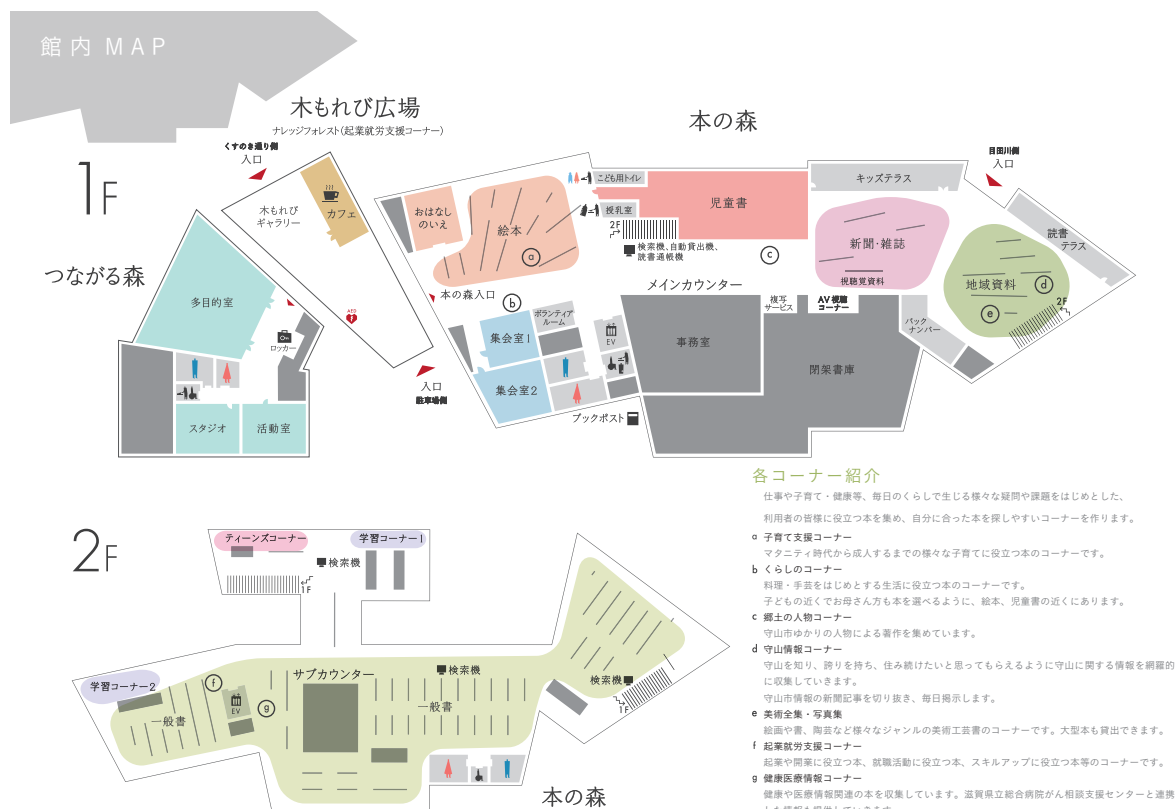 館内 MAP
1F
木もれび広場
ナレッジフォレスト(起業就労支援コーナー)
くすのき通り側
入口
木もれび
ギャラリー
カフェ
AED
入口
駐車場側
つながる森
多目的室
ロッカー
スタジオ
活動室
本の森
目田川側
入口
おはなし
のいえ
絵本
a
こども用トイレ
授乳室
2F
検索機、自動貸出機、
読書通帳機
児童書
c
キッズテラス
新聞・雑誌
視聴覚資料
読書
テラス
地域資料
d
e
2F
本の森入口
b
メインカウンター
複写
サービス
AV視聴
コーナー
バック
ナンバー
集会室1
ボランティア
ルーム
EV
事務室
閉架書庫
集会室2
ブックポスト
2F
ティーンズコーナー
学習コーナー1
検索機
1F
学習コーナー2
サブカウンター
検索機
検索機
f
EV
g
一般書
一般書
1F
本の森
各コーナー紹介
仕事や子育て・健康等、毎日のくらしで生じる様々な疑問や課題をはじめとした、
利用者の皆様に役立つ本を集め、自分に合った本を探しやすいコーナーを作ります。
a 子育て支援コーナー
マタニティ時代から成人するまでの様々な子育てに役立つ本のコーナーです。
b くらしのコーナー
料理・手芸をはじめとする生活に役立つ本のコーナーです。
子どもの近くでお母さん方も本を選べるように、絵本、児童書の近くにあります。
c 郷土の人物コーナー
守山市ゆかりの人物による著作を集めています。
d 守山情報コーナー
守山を知り、誇りを持ち、住み続けたいと思ってもらえるように守山に関する情報を網羅的
に収集していきます。
守山市情報の新聞記事を切り抜き、毎日掲示します。
e 美術全集・写真集
絵画や書、陶芸など様々なジャンルの美術工芸書のコーナーです。大型本も貸出できます。
f 起業就労支援コーナー
起業や開業に役立つ本、就職活動に役立つ本、スキルアップに役立つ本等のコーナーです。
g 健康医療情報コーナー
健康や医療情報関連の本を収集しています。滋賀県立総合病院がん相談支援センターと連携
した情報も提供していきます。